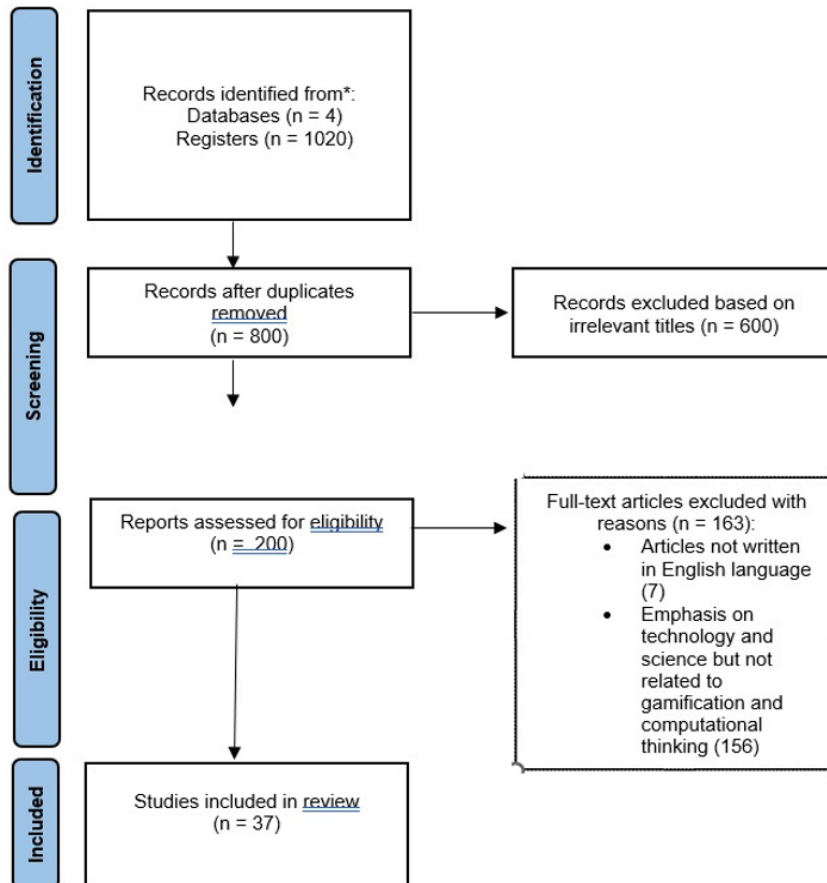 Identification
Records identified from*:
Databases (n = 4)
Registers (n = 1020)
Screening
Records after duplicates
removed
(n = 800)
Records excluded based on
irrelevant titles (n = 600)
Eligibility
Reports assessed for eligibility
(n = 200)
Full-text articles excluded with
reasons (n = 163):
• Articles not written
in English language
(7)
• Emphasis on
technology and
science but not
related to
gamification and
computational
thinking (156)
Included
Studies included in review
(n = 37)